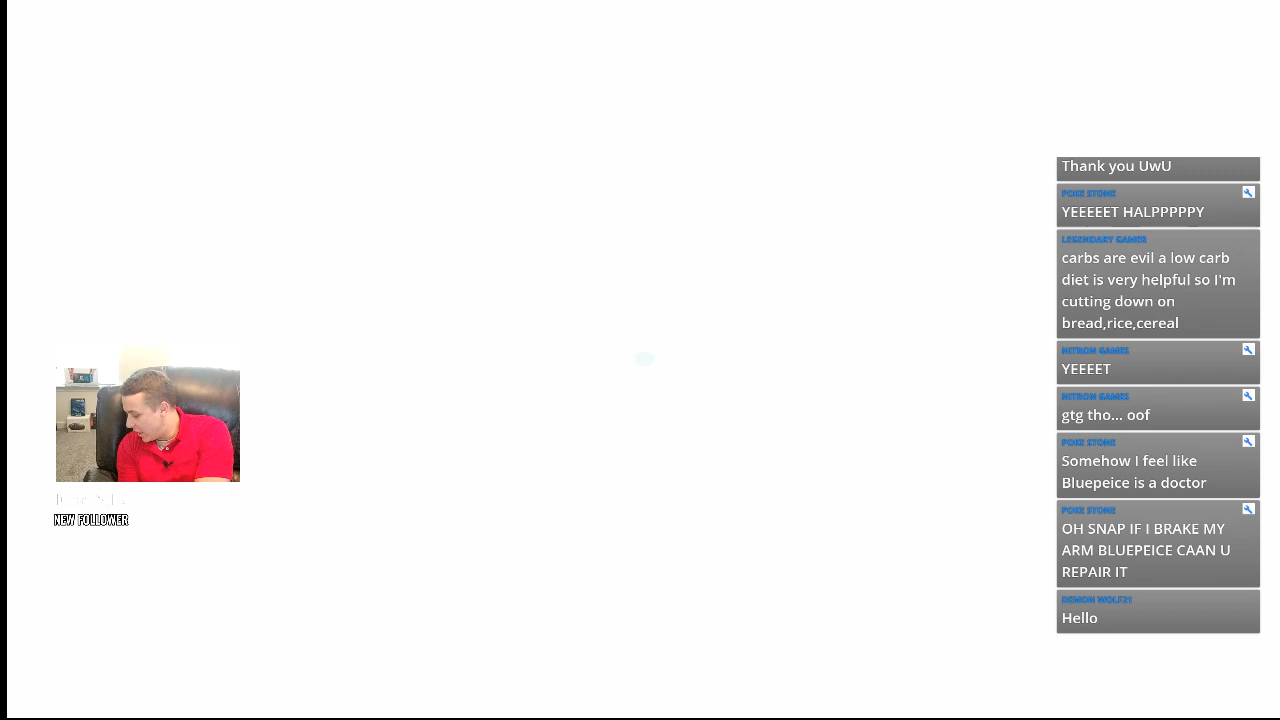 Thank you UwU
POKE STONE
YEEEEET HALPPPPPY
LEGENDARY GAMER
carbs are evil a low carb
diet is very helpful so I'm
cutting down on
bread,rice,cereal
NITRON GAMES
YEEEET
NITRON GAMES
gtg tho... oof
POKE STONE
Somehow I feel like
Bluepeice is a doctor
POKE STONE
OH SNAP IF I BRAKE MY
ARM BLUEPEICE CAAN U
REPAIR IT
DEMON WOLF21
Hello
NEW FOLLOWER